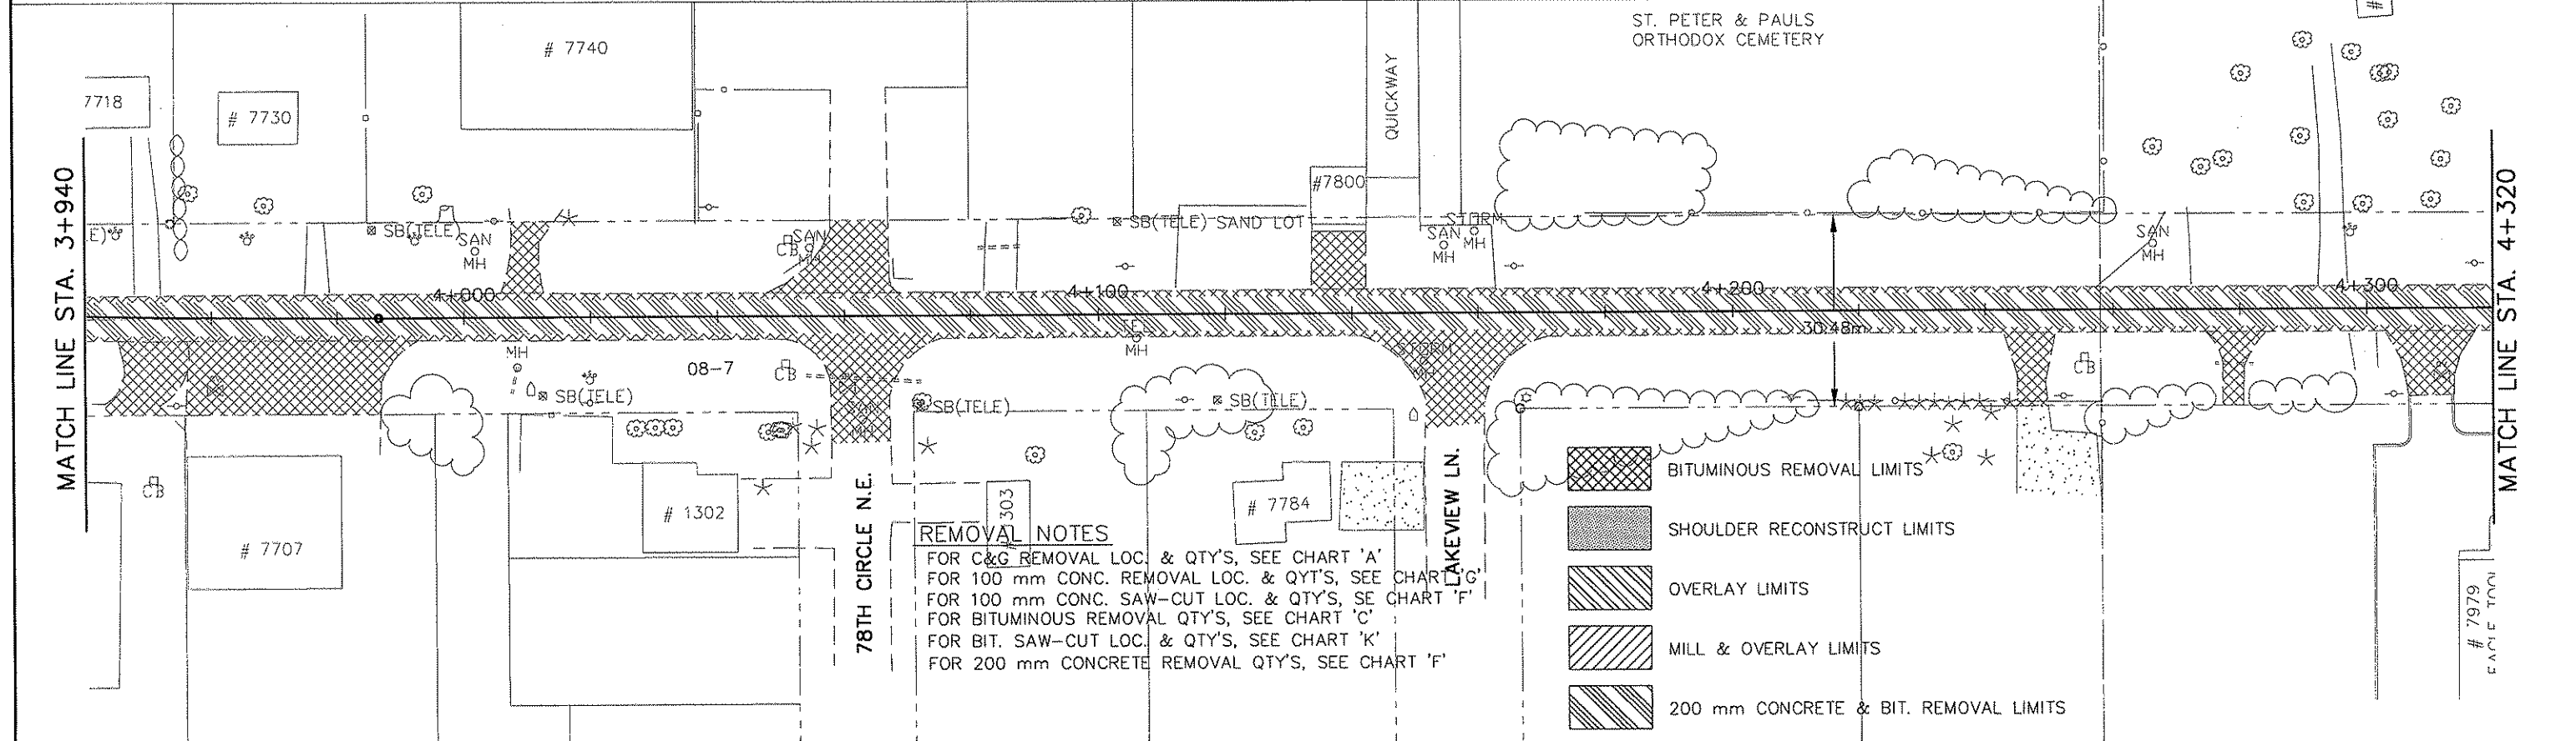 ST. PETER & PAULS
ORTHODOX CEMETERY
# 7740
7718
# 7730
QUICKWAY
#7800
MATCH LINE STA. 3+940
E)
SB(TELE)
SAN
MH
CB
SAN
MH
SB(TELE) SAND LOT
STORM
MH
SAN
MH
SAN
MH
4+000
4+100
4+200
4+300
MATCH LINE STA. 4+320
30.48m
TEL
MH
MH
08-7
CB
STORM
MH
CB
SB(TELE)
SAN
MH
SB(TELE)
SB(TELE)
CB
# 7707
# 1302
78TH CIRCLE N.E.
303
# 7784
LAKEVIEW LN.
REMOVAL NOTES
FOR C&G REMOVAL LOC. & QTY'S, SEE CHART 'A'
FOR 100 mm CONC. REMOVAL LOC. & QYT'S, SEE CHART 'G'
FOR 100 mm CONC. SAW-CUT LOC. & QTY'S, SE CHART 'F'
FOR BITUMINOUS REMOVAL QTY'S, SEE CHART 'C'
FOR BIT. SAW-CUT LOC. & QTY'S, SEE CHART 'K'
FOR 200 mm CONCRETE REMOVAL QTY'S, SEE CHART 'F'
BITUMINOUS REMOVAL LIMITS
SHOULDER RECONSTRUCT LIMITS
OVERLAY LIMITS
MILL & OVERLAY LIMITS
200 mm CONCRETE & BIT. REMOVAL LIMITS
# 7979